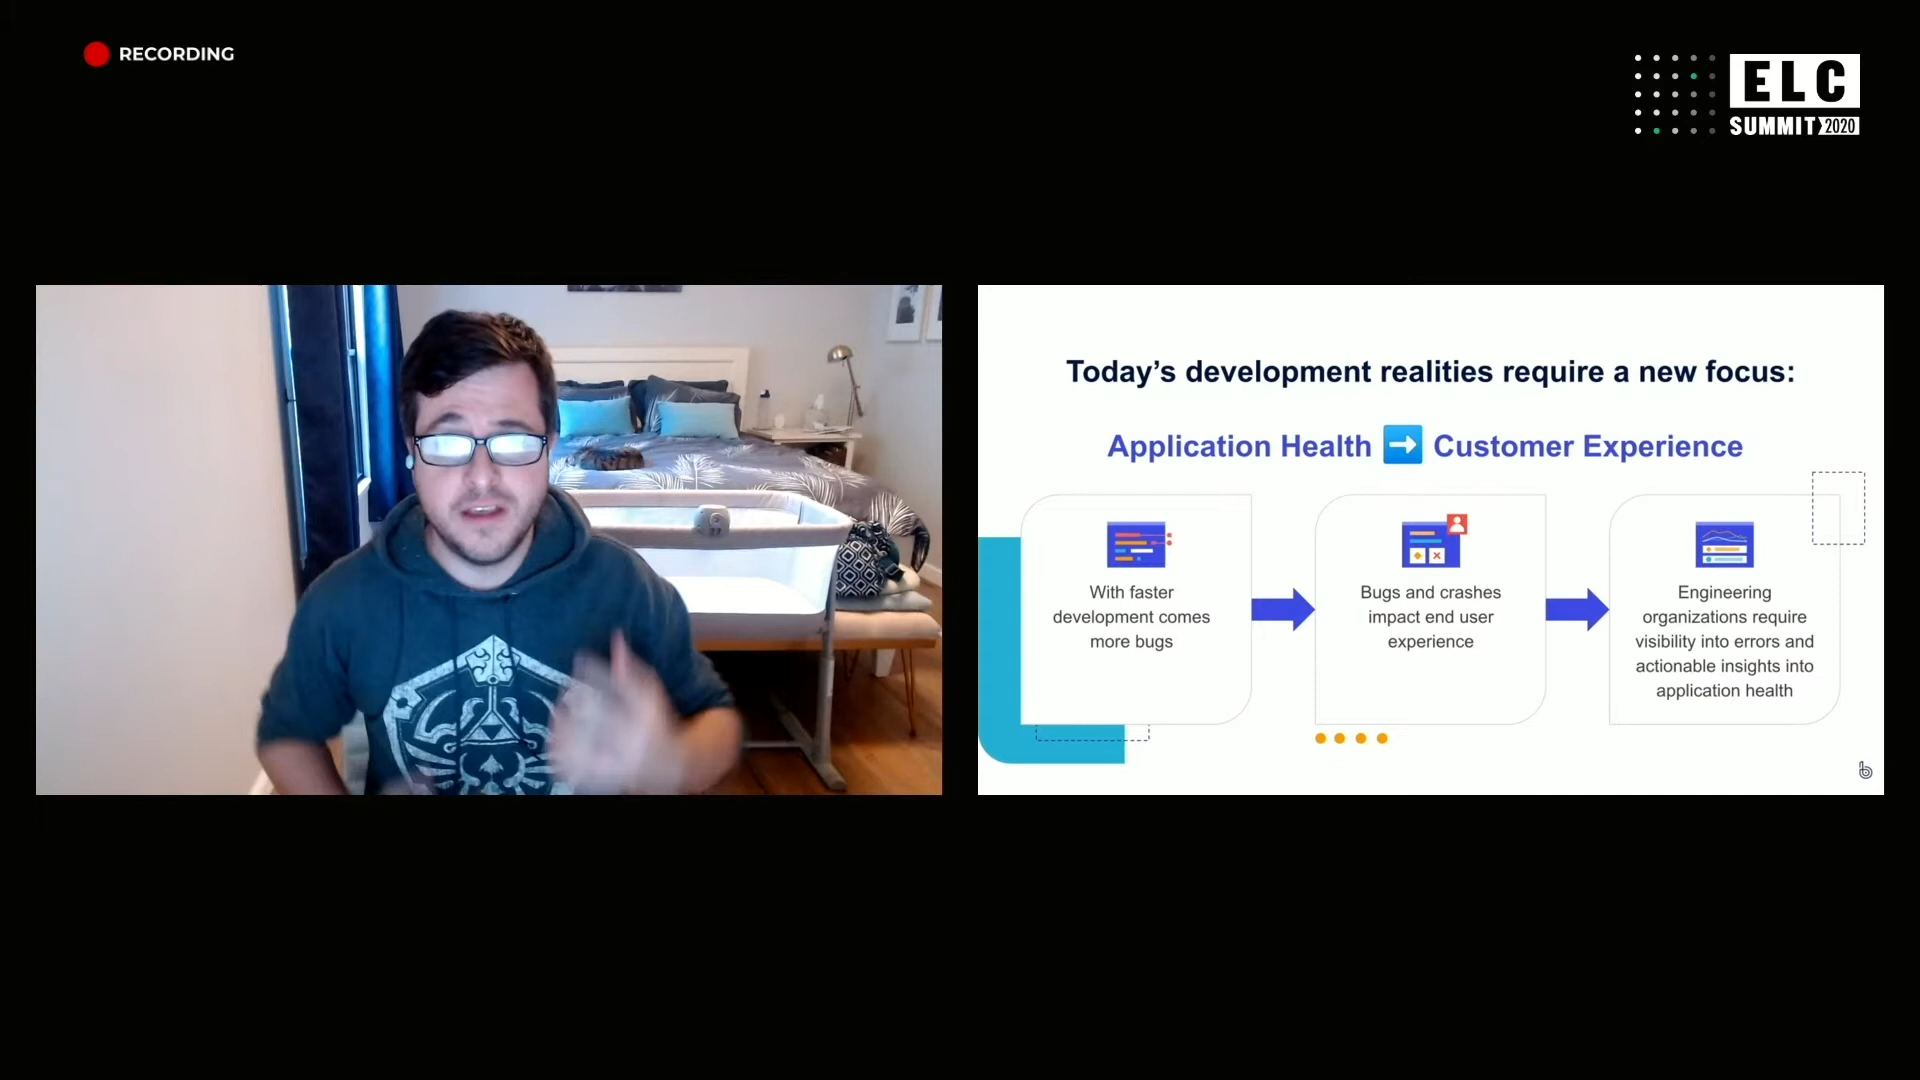 RECORDING
ELC
SUMMIT 2020
Today’s development realities require a new focus:
Application Health ➡ Customer Experience
With faster
development comes
more bugs
Bugs and crashes
impact end user
experience
Engineering
organizations require
visibility into errors and
actionable insights into
application health